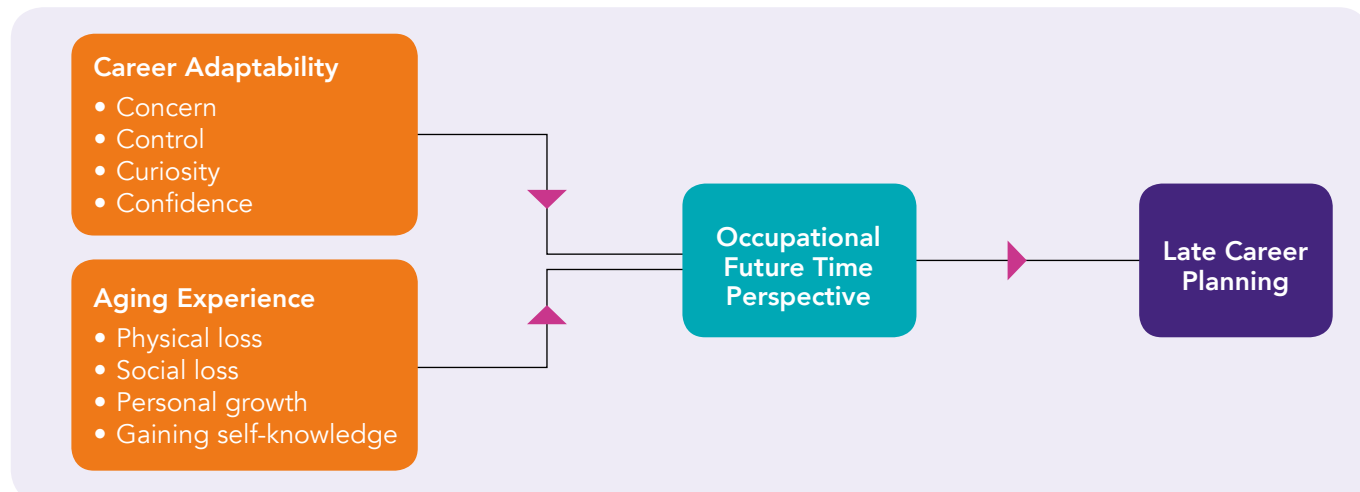 Career Adaptability
• Concern
• Control
• Curiosity
• Confidence
Aging Experience
• Physical loss
• Social loss
• Personal growth
• Gaining self-knowledge
Occupational
Future Time
Perspective
Late Career
Planning